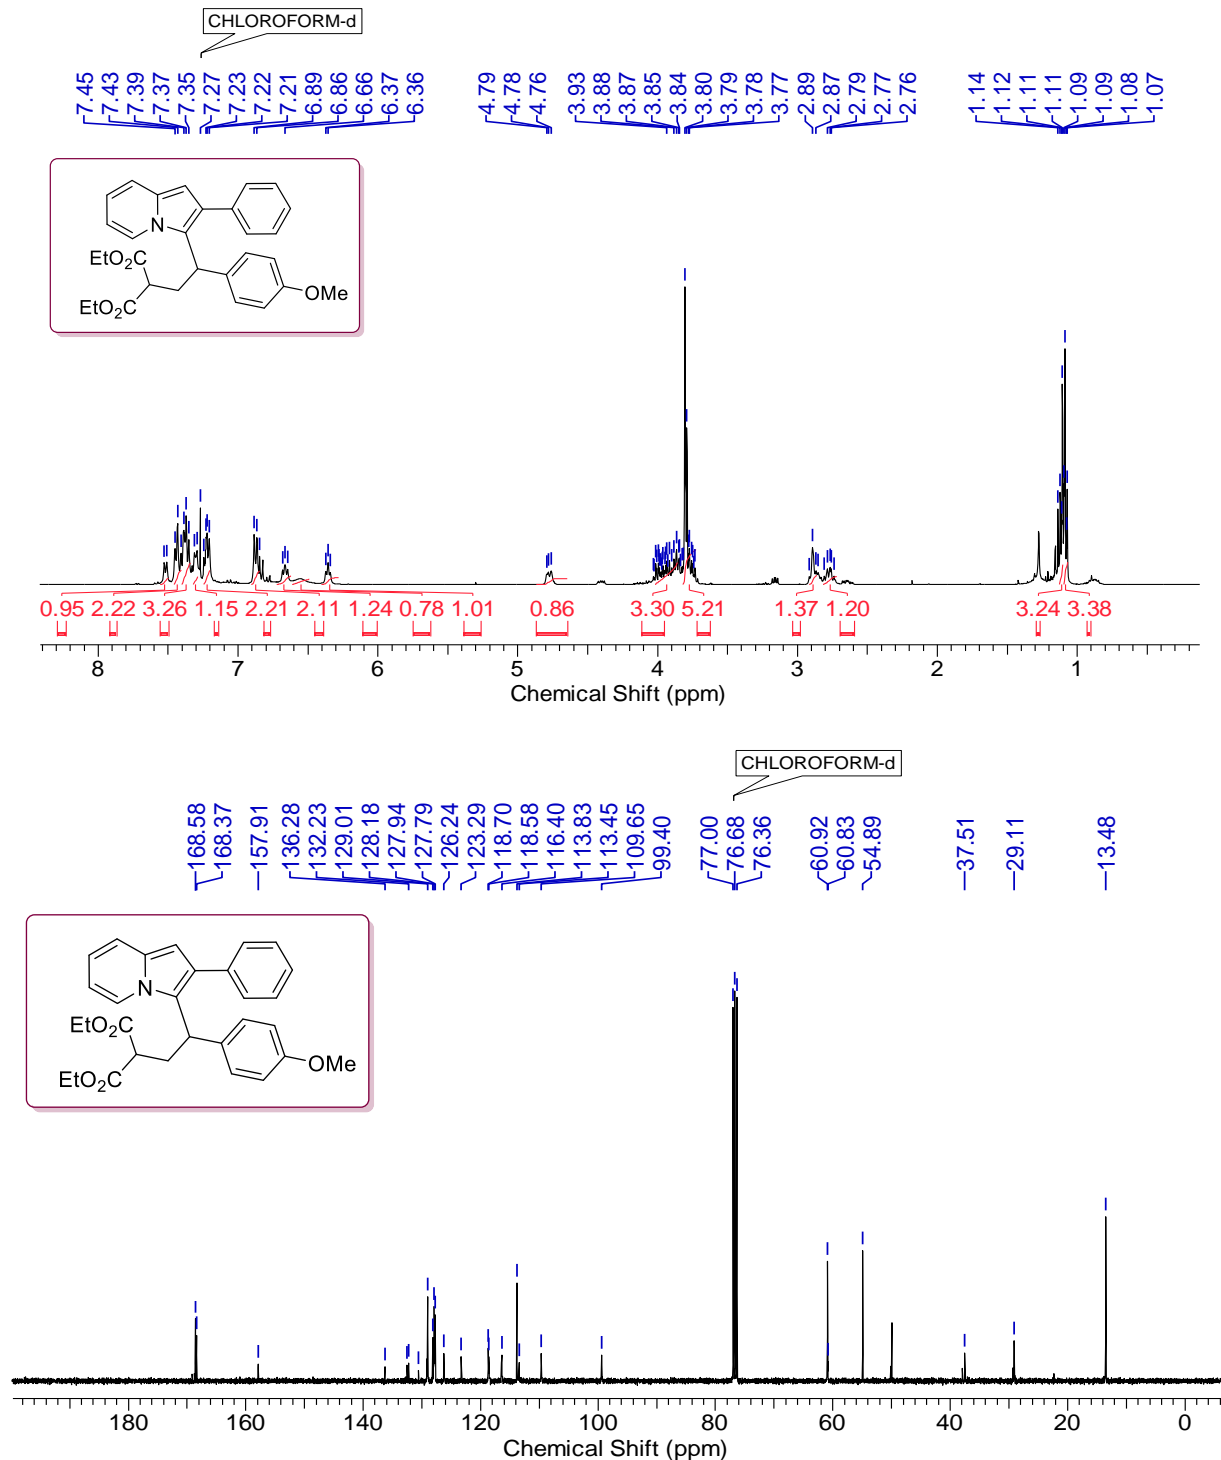 CHLOROFORM-d
7.45 7.43 7.39 7.37 7.35 7.27 7.23 7.22 7.21 6.89 6.86 6.66 6.37 6.36 4.79 4.78 4.76 3.93 3.88 3.87 3.85 3.84 3.80 3.79 3.78 3.77 2.89 2.87 2.79 2.77 2.76 1.14 1.12 1.11 1.11 1.09 1.09 1.08 1.07
N
EtO2C
EtO2C
OMe
0.95 2.22 3.26 1.15 2.21 2.11 1.24 0.78 1.01 0.86 3.30 5.21 1.37 1.20 3.24 3.38
8 7 6 5 4 3 2 1
Chemical Shift (ppm)
CHLOROFORM-d
168.58 168.37 157.91 136.28 132.23 129.01 128.18 127.94 127.79 126.24 123.29 118.70 118.58 116.40 113.83 113.45 109.65 99.40 77.00 76.68 76.36 60.92 60.83 54.89 37.51 29.11 13.48
N
EtO2C
EtO2C
OMe
180 160 140 120 100 80 60 40 20 0
Chemical Shift (ppm)